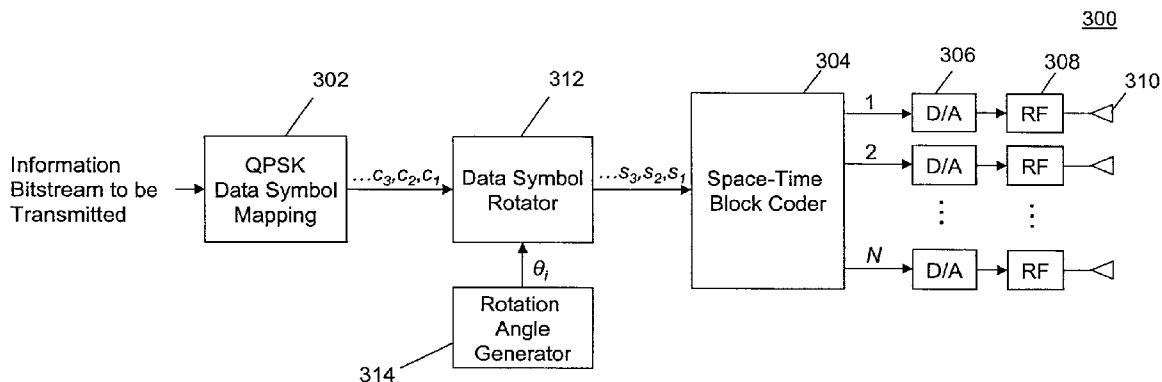 300
302
312
304
306
308
310
Information
Bitstream to be
Transmitted
QPSK
Data Symbol
Mapping
...c3,c2,c1
Data Symbol
Rotator
...s3,s2,s1
Space-Time
Block Coder
1
D/A
RF
2
D/A
RF
N
D/A
RF
θi
Rotation
Angle
Generator
314